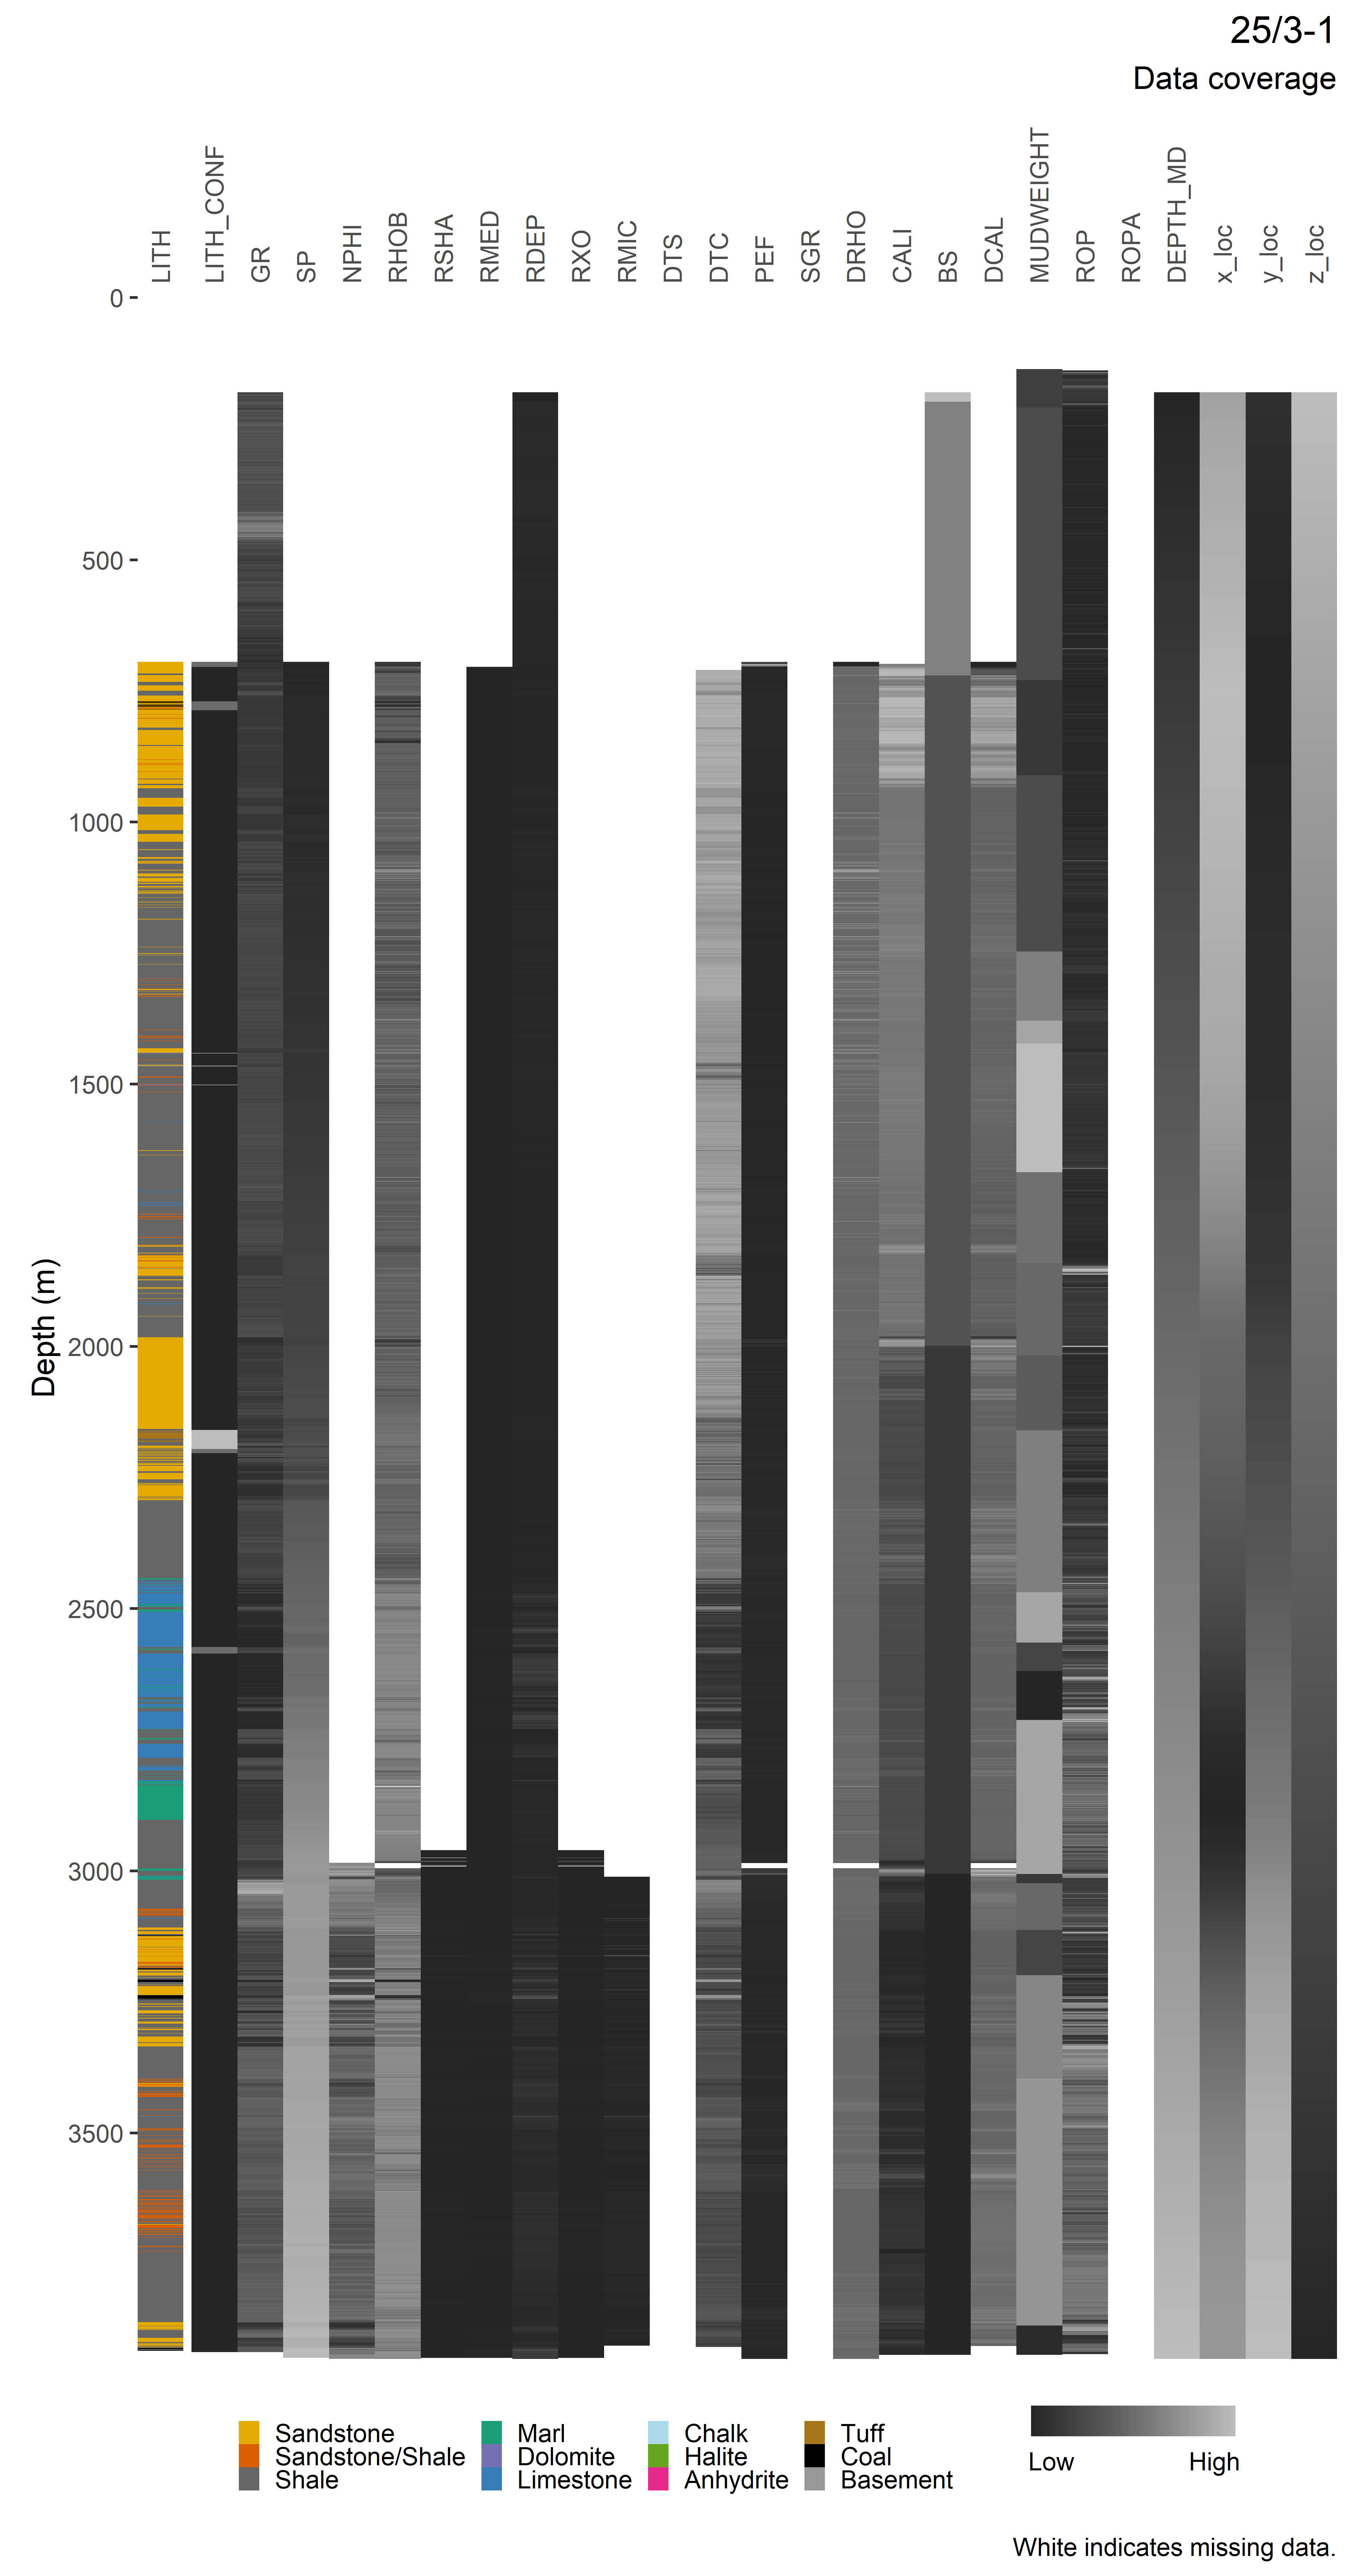 25/3-1
Data coverage
LITH
LITH_CONF
GR
SP
NPHI
RHOB
RSHA
RMED
RDEP
RXO
RMIC
DTS
DTC
PEF
SGR
DRHO
CALI
BS
DCAL
MUDWEIGHT
ROP
ROPA
DEPTH_MD
x_loc
y_loc
z_loc
0
500
1000
1500
2000
2500
3000
3500
Depth (m)
Sandstone
Sandstone/Shale
Shale
Marl
Dolomite
Limestone
Chalk
Halite
Anhydrite
Tuff
Coal
Basement
Low High
White indicates missing data.